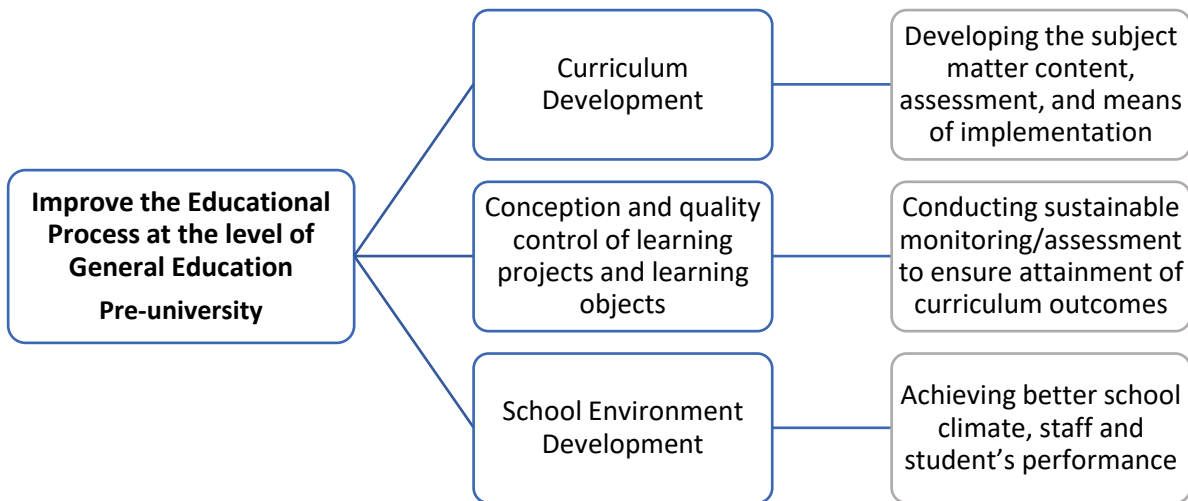 Improve the Educational
Process at the level of
General Education
Pre-university
Curriculum
Development
Developing the subject
matter content,
assessment, and means
of implementation
Conception and quality
control of learning
projects and learning
objects
Conducting sustainable
monitoring/assessment
to ensure attainment of
curriculum outcomes
School Environment
Development
Achieving better school
climate, staff and
student’s performance